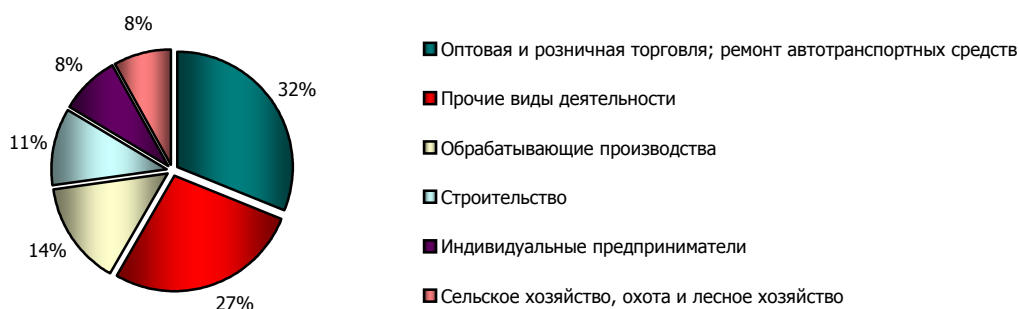 8%
8%
32%
11%
14%
27%
Оптовая и розничная торговля; ремонт автотранспортных средств
Прочие виды деятельности
Обрабатывающие производства
Строительство
Индивидуальные предприниматели
Сельское хозяйство, охота и лесное хозяйство